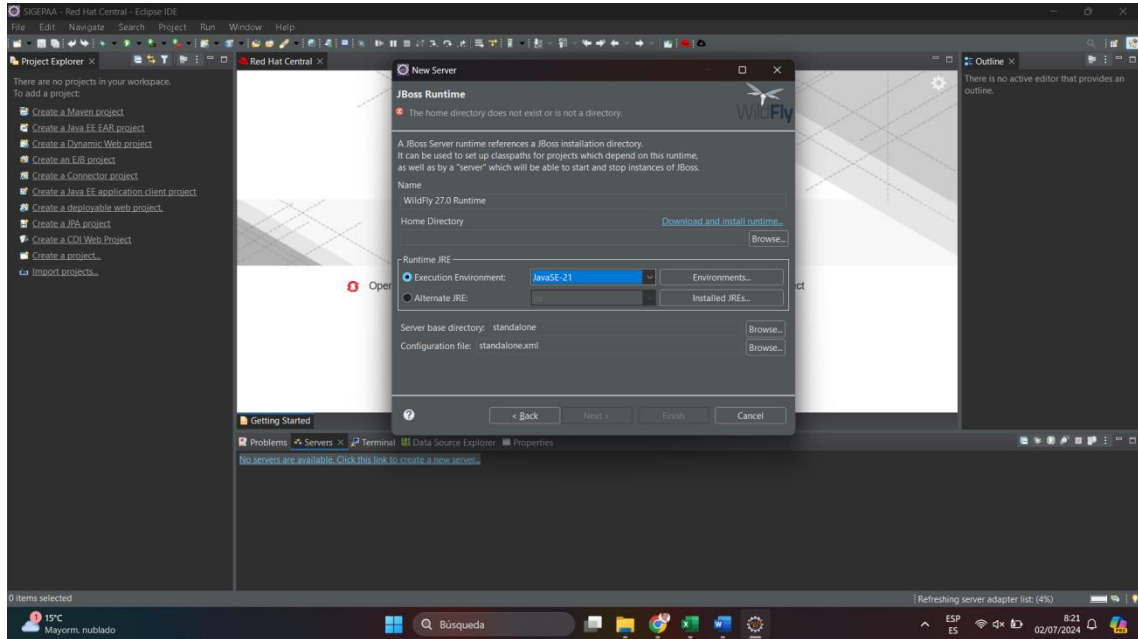 SIGEPAA - Red Hat Central - Eclipse IDE
File Edit Navigate Search Project Run Window Help
Project Explorer
Red Hat Central
Outline
There are no projects in your workspace.
To add a project:
Create a Maven project
Create a Java EE EAR project
Create a Dynamic Web project
Create an EJB project
Create a Connector project
Create a Java EE application client project
Create a deployable web project.
Create a JPA project
Create a CDI Web Project
Create a project...
Import projects...
There is no active editor that provides an
outline.
New Server
JBoss Runtime
The home directory does not exist or is not a directory.
WildFly
A JBoss Server runtime references a JBoss installation directory.
It can be used to set up classpaths for projects which depend on this runtime,
as well as by a "server" which will be able to start and stop instances of JBoss.
Name
WildFly 27.0 Runtime
Home Directory Download and install runtime...
Browse...
Runtime JRE
Execution Environment: JavaSE-21 Environments...
Alternate JRE: jre Installed JREs...
Server base directory: standalone Browse...
Configuration file: standalone.xml Browse...
< Back Next > Finish Cancel
Getting Started
Problems Servers Terminal Data Source Explorer Properties
No servers are available. Click this link to create a new server...
0 items selected
Refreshing server adapter list: (4%)
1
15°C
Mayorm. nublado
Búsqueda
ESP
ES
8:21
02/07/2024